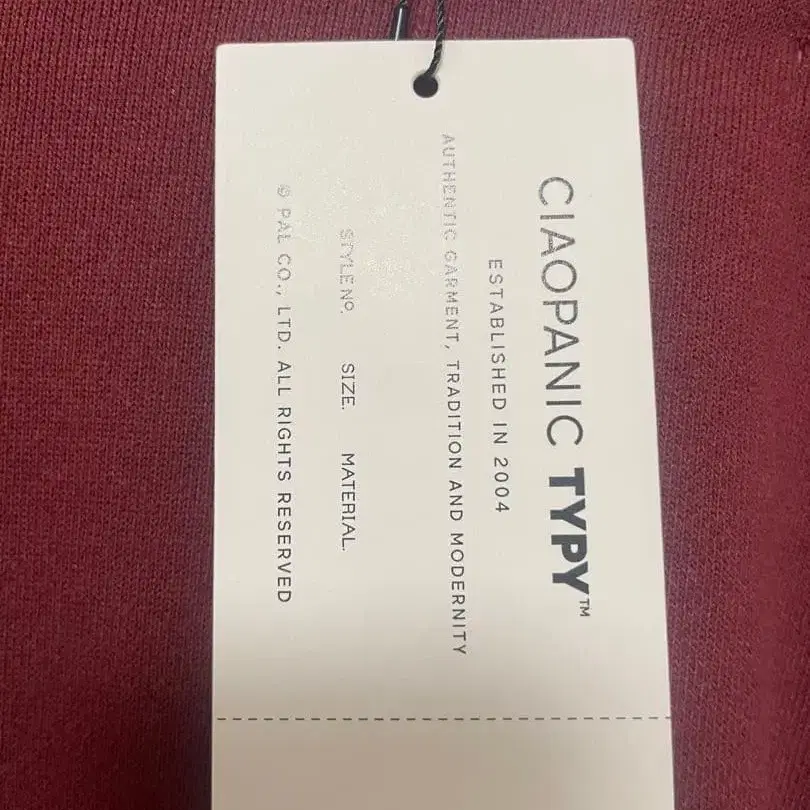 CIAOPANIC TYPY™
ESTABLISHED IN 2004
AUTHENTIC GARMENT, TRADITION AND MODERNITY
STYLE Nº. SIZE. MATERIAL.
© PAL CO., LTD. ALL RIGHTS RESERVED